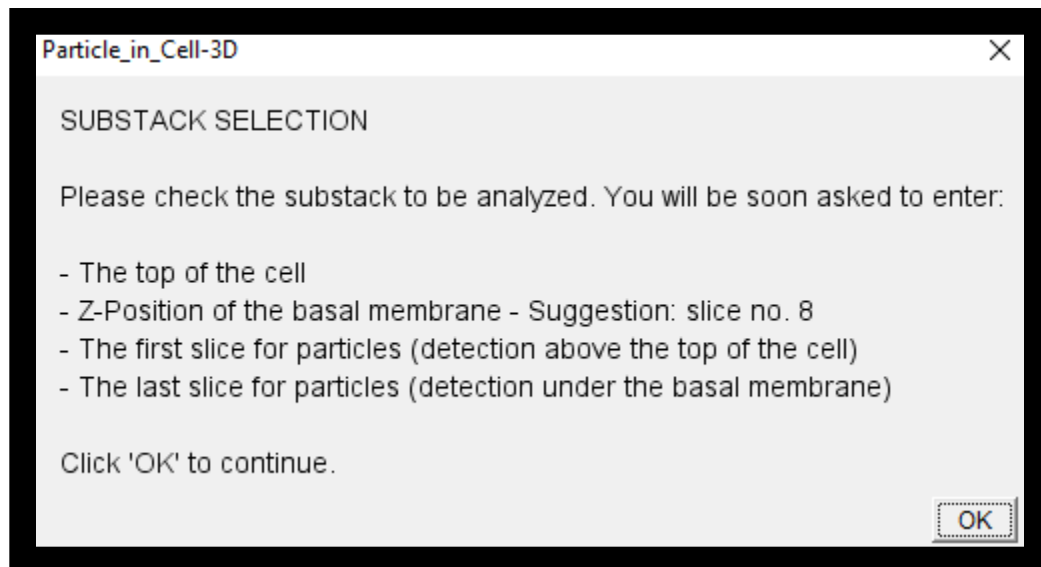 Particle_in_Cell-3D
SUBSTACK SELECTION
Please check the substack to be analyzed. You will be soon asked to enter:
- The top of the cell
- Z-Position of the basal membrane - Suggestion: slice no. 8
- The first slice for particles (detection above the top of the cell)
- The last slice for particles (detection under the basal membrane)
Click 'OK' to continue.
OK